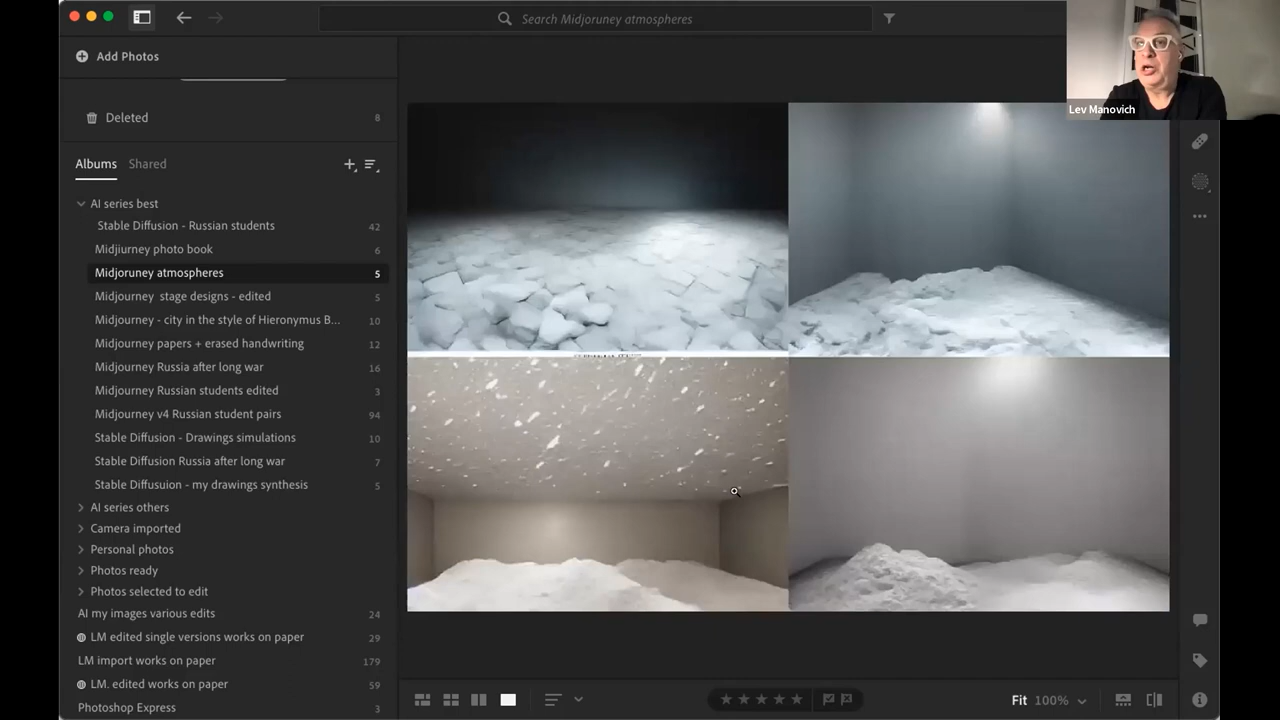 Search Midjoruney atmospheres
Add Photos
Lev Manovich
Deleted 8
Albums Shared
AI series best
Stable Diffusion - Russian students 42
Midjiurney photo book 6
Midjoruney atmospheres 5
Midjourney  stage designs - edited 5
Midjourney - city in the style of Hieronymus B... 10
Midjourney papers + erased handwriting 12
Midjourney Russia after long war 16
Midjourney Russian students edited 3
Midjourney v4 Russian student pairs 94
Stable Diffusion - Drawings simulations 10
Stable Diffusion Russia after long war 7
Stable Diffusuion - my drawings synthesis 5
AI series others
Camera imported
Personal photos
Photos ready
Photos selected to edit
AI my images various edits 24
LM edited single versions works on paper 29
LM import works on paper 179
LM. edited works on paper 59
Photoshop Express 3
Fit 100%